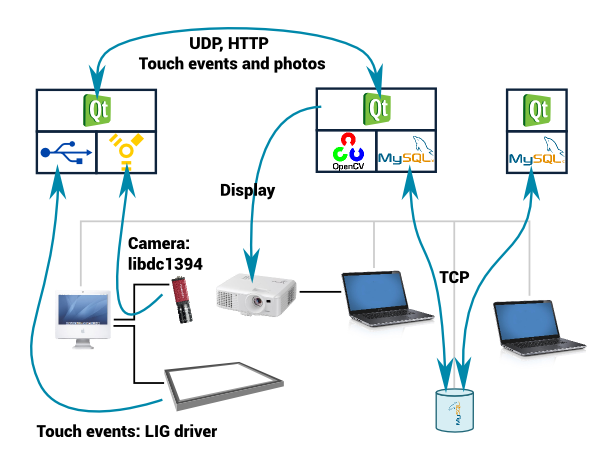 UDP, HTTP
Touch events and photos
Qt
Qt
Qt
OpenCV
MySQL
MySQL
Display
Camera:
libdc1394
TCP
MySQL
Touch events: LIG driver